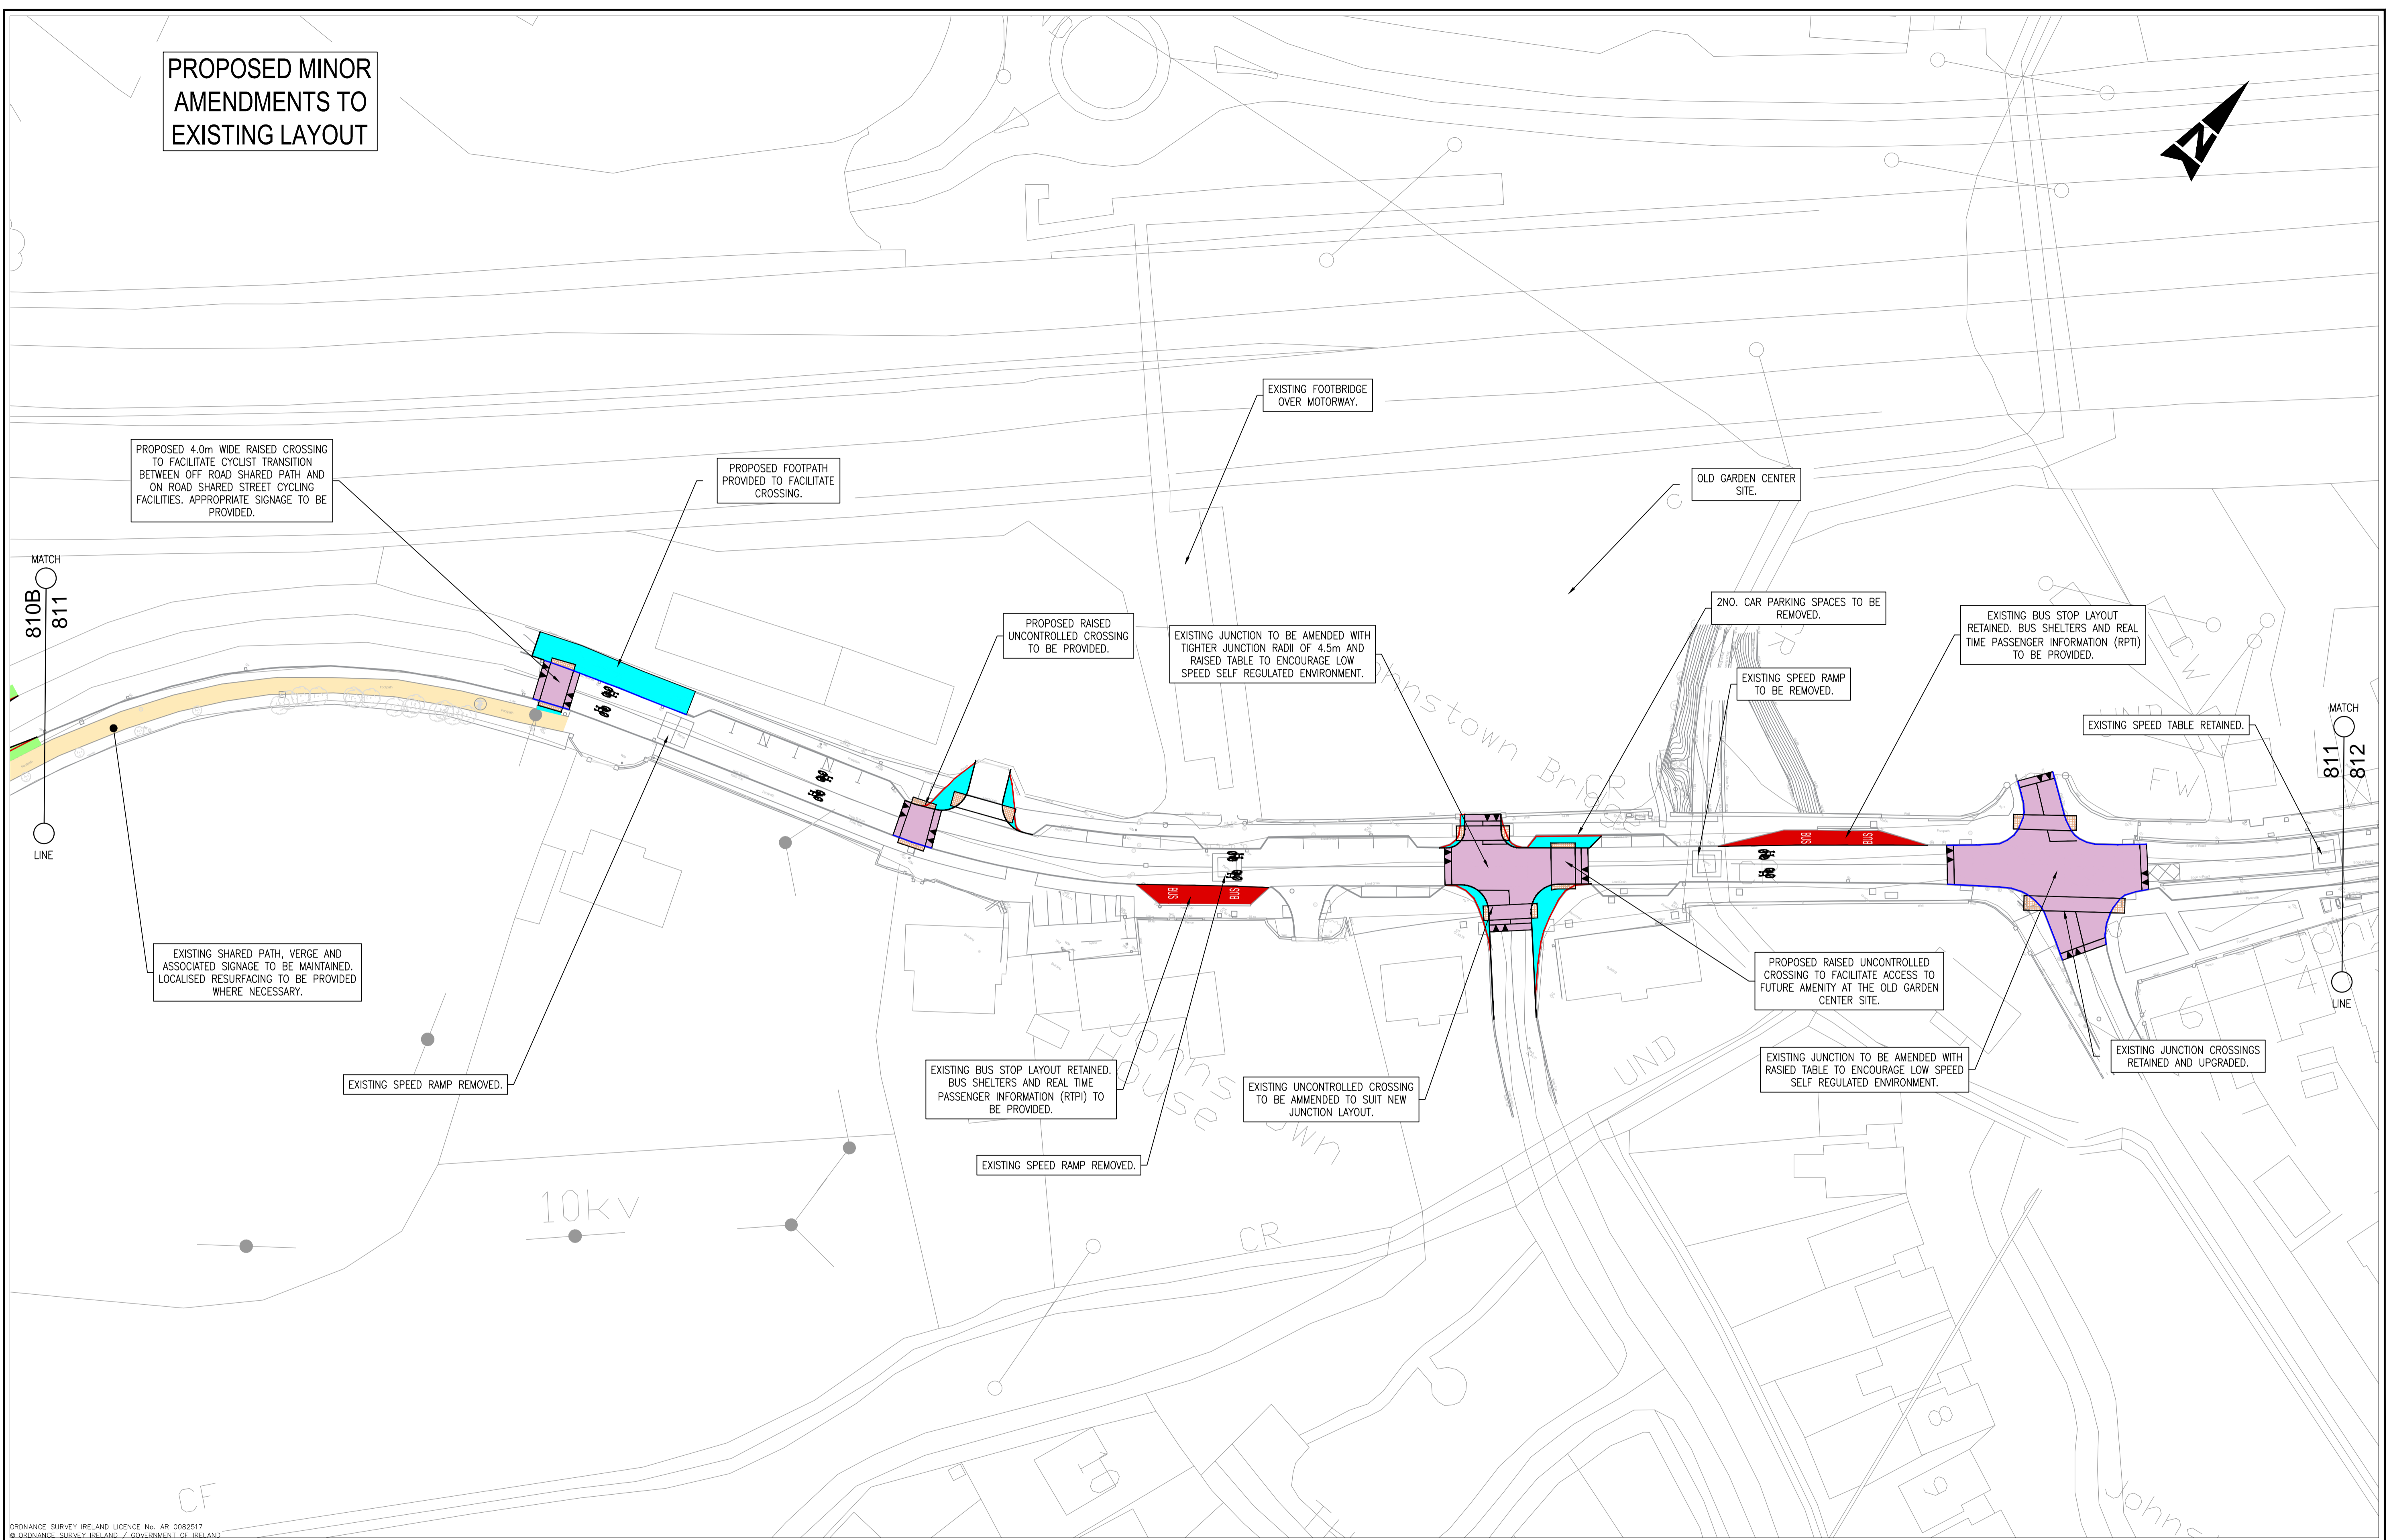 PROPOSED MINOR
AMENDMENTS TO
EXISTING LAYOUT
N
EXISTING FOOTBRIDGE
OVER MOTORWAY.
PROPOSED 4.0m WIDE RAISED CROSSING
TO FACILITATE CYCLIST TRANSITION
BETWEEN OFF ROAD SHARED PATH AND
ON ROAD SHARED STREET CYCLING
FACILITIES. APPROPRIATE SIGNAGE TO BE
PROVIDED.
PROPOSED FOOTPATH
PROVIDED TO FACILITATE
CROSSING.
OLD GARDEN CENTER
SITE.
MATCH
810B
811
LINE
PROPOSED RAISED
UNCONTROLLED CROSSING
TO BE PROVIDED.
EXISTING JUNCTION TO BE AMENDED WITH
TIGHTER JUNCTION RADII OF 4.5m AND
RAISED TABLE TO ENCOURAGE LOW
SPEED SELF REGULATED ENVIRONMENT.
2NO. CAR PARKING SPACES TO BE
REMOVED.
EXISTING SPEED RAMP
TO BE REMOVED.
EXISTING BUS STOP LAYOUT
RETAINED. BUS SHELTERS AND REAL
TIME PASSENGER INFORMATION (RPTI)
TO BE PROVIDED.
EXISTING SPEED TABLE RETAINED.
MATCH
811
812
LINE
BUS
BUS
BUS
BUS
FW
UND
EXISTING SHARED PATH, VERGE AND
ASSOCIATED SIGNAGE TO BE MAINTAINED.
LOCALISED RESURFACING TO BE PROVIDED
WHERE NECESSARY.
EXISTING SPEED RAMP REMOVED.
EXISTING BUS STOP LAYOUT RETAINED.
BUS SHELTERS AND REAL TIME
PASSENGER INFORMATION (RTPI) TO
BE PROVIDED.
EXISTING SPEED RAMP REMOVED.
EXISTING UNCONTROLLED CROSSING
TO BE AMMENDED TO SUIT NEW
JUNCTION LAYOUT.
PROPOSED RAISED UNCONTROLLED
CROSSING TO FACILITATE ACCESS TO
FUTURE AMENITY AT THE OLD GARDEN
CENTER SITE.
EXISTING JUNCTION TO BE AMENDED WITH
RASIED TABLE TO ENCOURAGE LOW SPEED
SELF REGULATED ENVIRONMENT.
EXISTING JUNCTION CROSSINGS
RETAINED AND UPGRADED.
UND
10kv
CR
CF
8
9
ORDNANCE SURVEY IRELAND LICENCE No. AR 0082517
© ORDNANCE SURVEY IRELAND / GOVERNMENT OF IRELAND